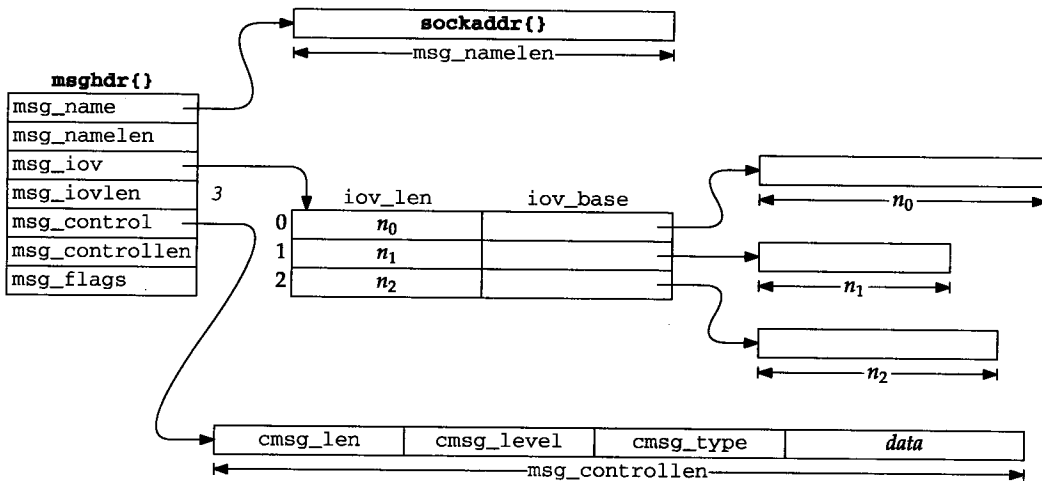 sockaddr{}
msg_namelen
msghdr{}
msg_name
msg_namelen
msg_iov
msg_iovlen 3
msg_control
msg_controllen
msg_flags
iov_len iov_base
0 n₀
1 n₁
2 n₂
n₀
n₁
n₂
cmsg_len cmsg_level cmsg_type data
msg_controllen